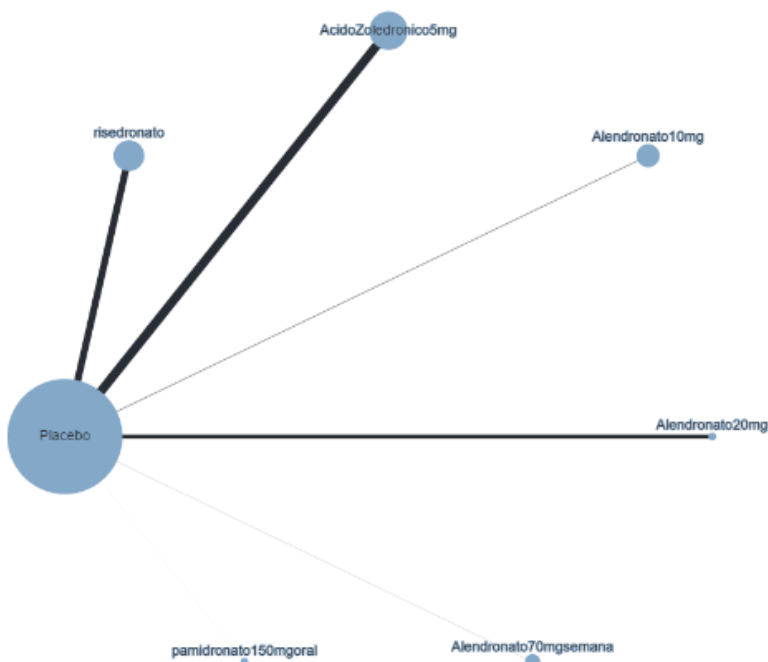 AcidoZoledronico5mg
risedronato
Alendronato10mg
Alendronato20mg
Placebo
pamidronato150mgoral
Alendronato70mgsemana